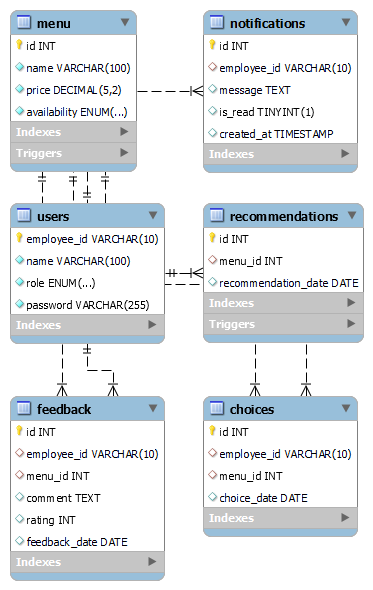 menu
id INT
name VARCHAR(100)
price DECIMAL(5,2)
availability ENUM(...)
Indexes
Triggers
notifications
id INT
employee_id VARCHAR(10)
message TEXT
is_read TINYINT(1)
created_at TIMESTAMP
Indexes
users
employee_id VARCHAR(10)
name VARCHAR(100)
role ENUM(...)
password VARCHAR(255)
Indexes
recommendations
id INT
menu_id INT
recommendation_date DATE
Indexes
Triggers
feedback
id INT
employee_id VARCHAR(10)
menu_id INT
comment TEXT
rating INT
feedback_date DATE
Indexes
choices
id INT
employee_id VARCHAR(10)
menu_id INT
choice_date DATE
Indexes